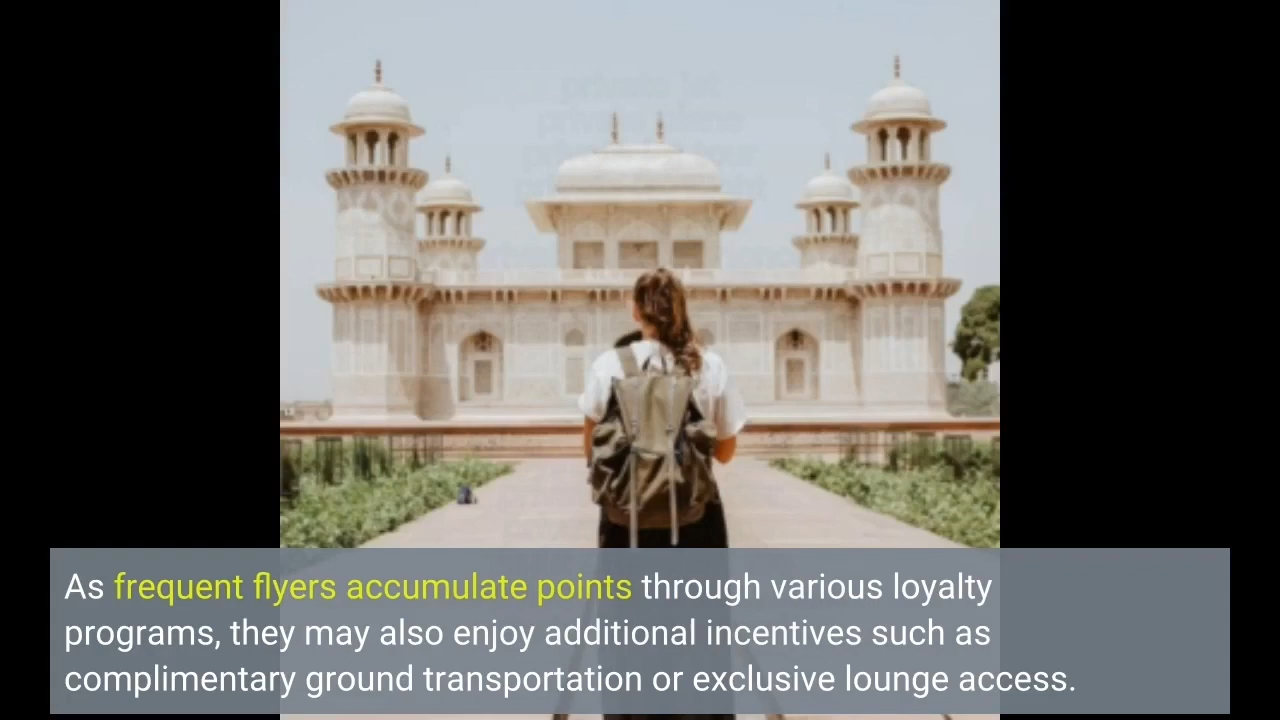 As frequent flyers accumulate points through various loyalty
programs, they may also enjoy additional incentives such as
complimentary ground transportation or exclusive lounge access.